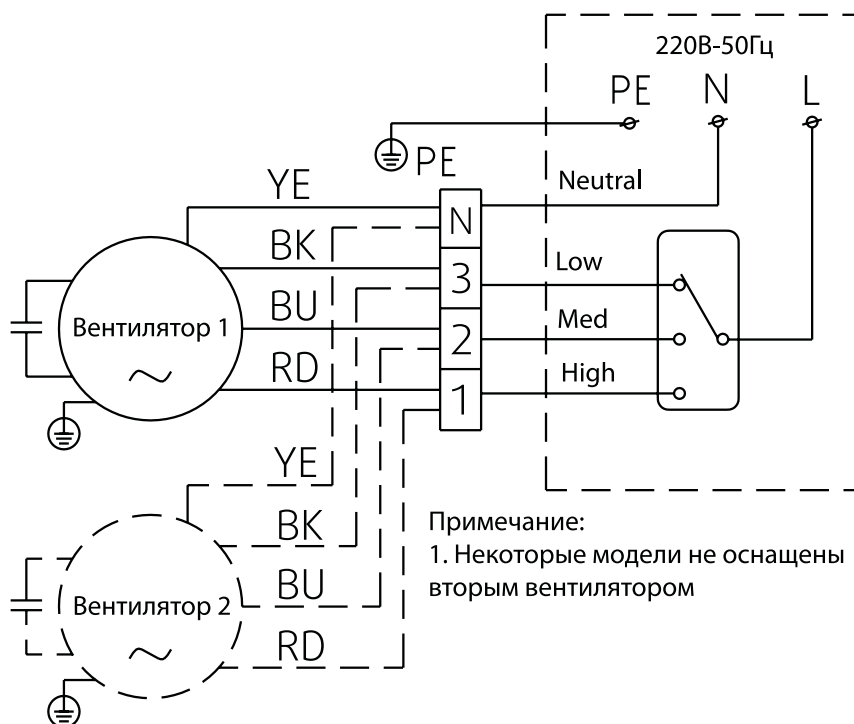 220В-50Гц
PE N L
PE
YE
Neutral
N
BK
Low
3
Вентилятор 1
BU
Med
2
RD
High
1
YE
BK
Примечание:
1. Некоторые модели не оснащены
вторым вентилятором
BU
Вентилятор 2
RD